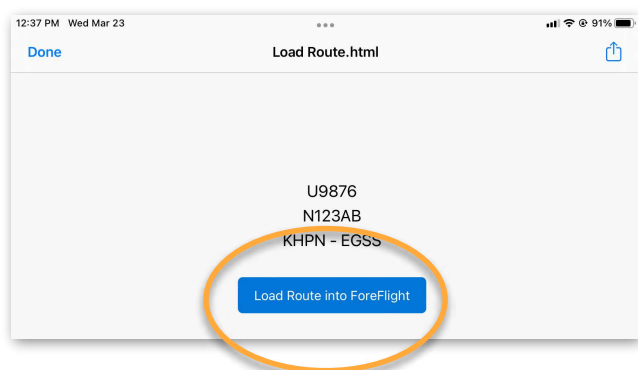 12:37 PM Wed Mar 23
91%
Done
Load Route.html
U9876
N123AB
KHPN - EGSS
Load Route into ForeFlight